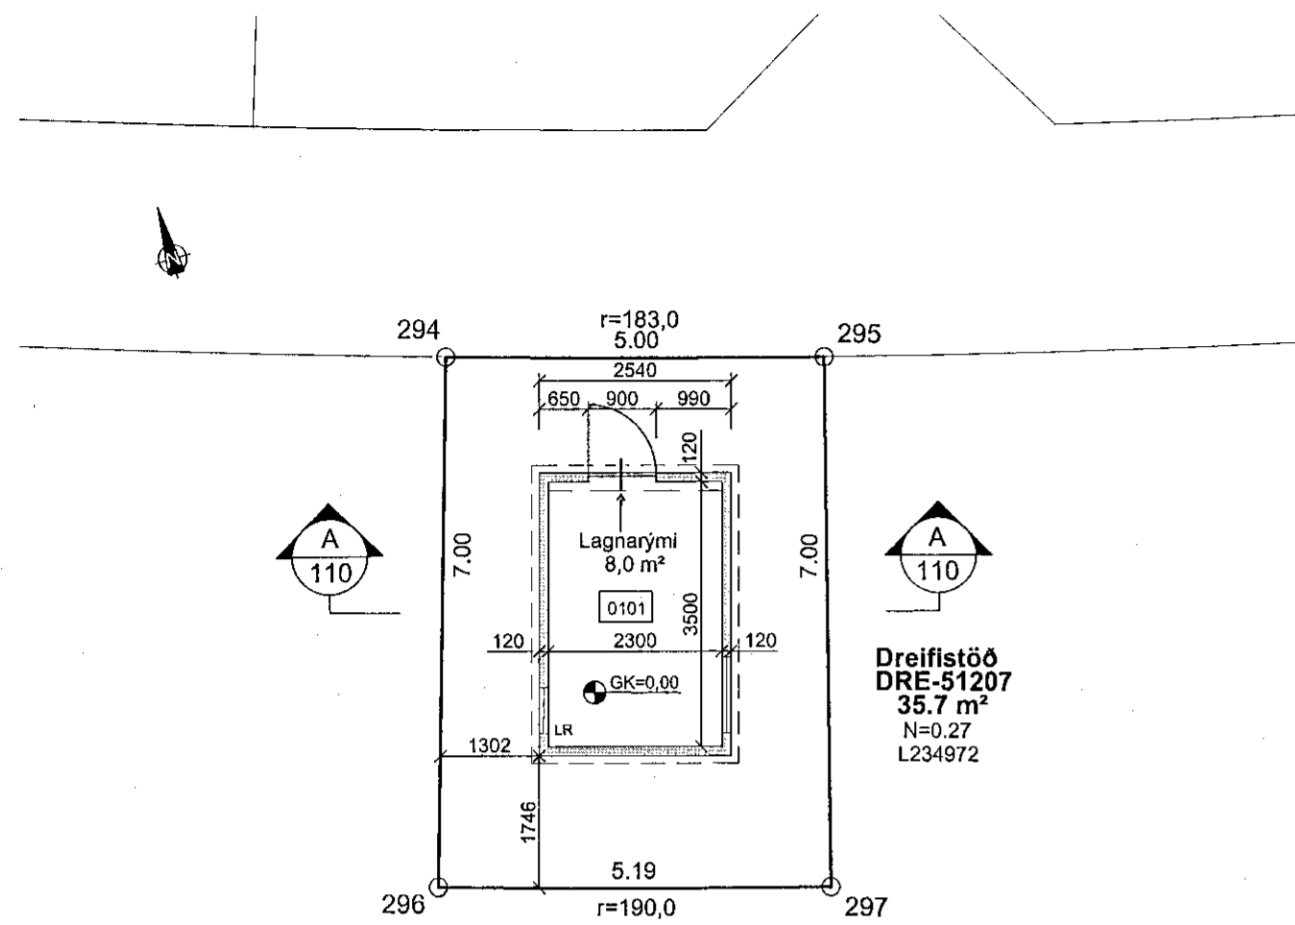 N
294
r=183,0
5.00
295
2540
650
900
990
120
A
110
7.00
Lagnarými
8,0 m²
0101
3500
7.00
A
110
120
2300
120
GK=0,00
LR
Dreifistöð
DRE-51207
35.7 m²
N=0.27
L234972
1302
1746
5.19
296
r=190,0
297